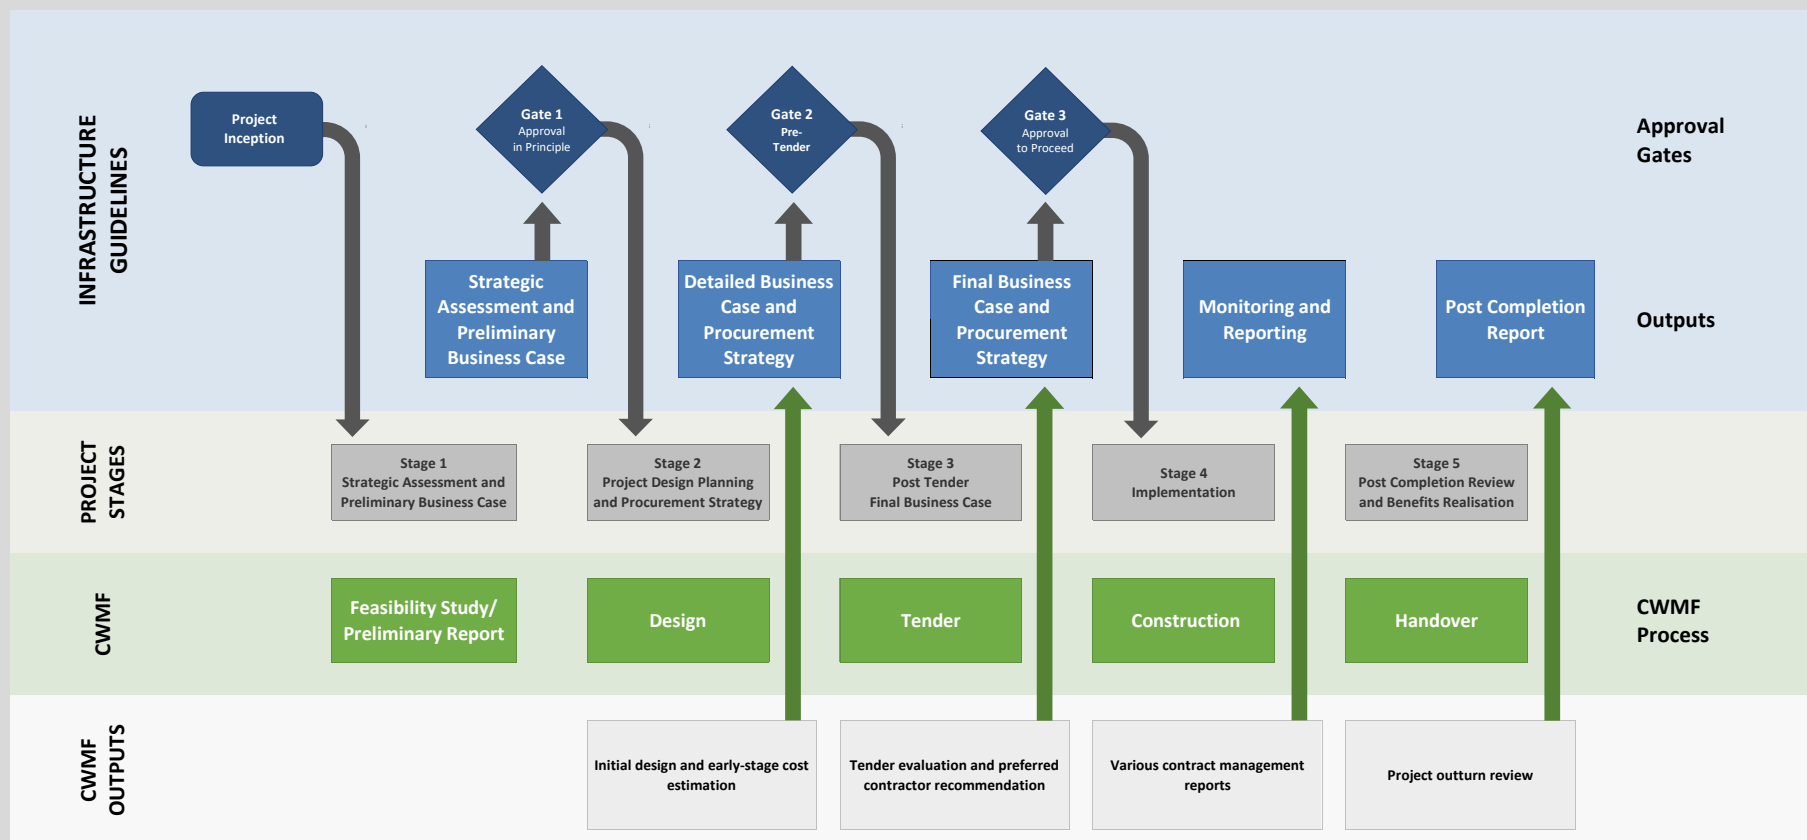 INFRASTRUCTURE
GUIDELINES
Project
Inception
Gate 1
Approval
in Principle
Gate 2
Pre-
Tender
Gate 3
Approval
to Proceed
Approval
Gates
Strategic
Assessment and
Preliminary
Business Case
Detailed Business
Case and
Procurement
Strategy
Final Business
Case and
Procurement
Strategy
Monitoring and
Reporting
Post Completion
Report
Outputs
PROJECT
STAGES
Stage 1
Strategic Assessment and
Preliminary Business Case
Stage 2
Project Design Planning
and Procurement Strategy
Stage 3
Post Tender
Final Business Case
Stage 4
Implementation
Stage 5
Post Completion Review
and Benefits Realisation
CWMF
Feasibility Study/
Preliminary Report
Design
Tender
Construction
Handover
CWMF
Process
CWMF
OUTPUTS
Initial design and early-stage cost
estimation
Tender evaluation and preferred
contractor recommendation
Various contract management
reports
Project outturn review